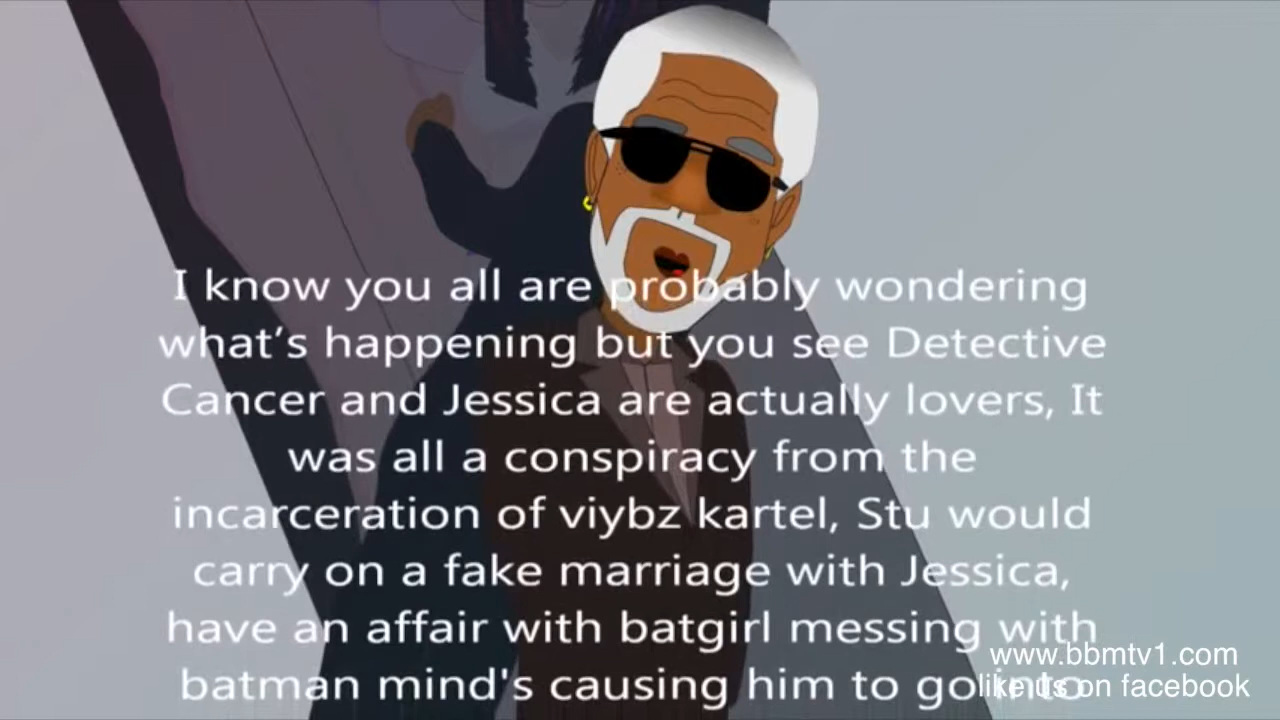 I know you all are probably wondering
what's happening but you see Detective
Cancer and Jessica are actually lovers, It
was all a conspiracy from the
incarceration of viybz kartel, Stu would
carry on a fake marriage with Jessica,
have an affair with batgirl messing with
batman mind's causing him to go into
www.bbmtv1.com
like us on facebook